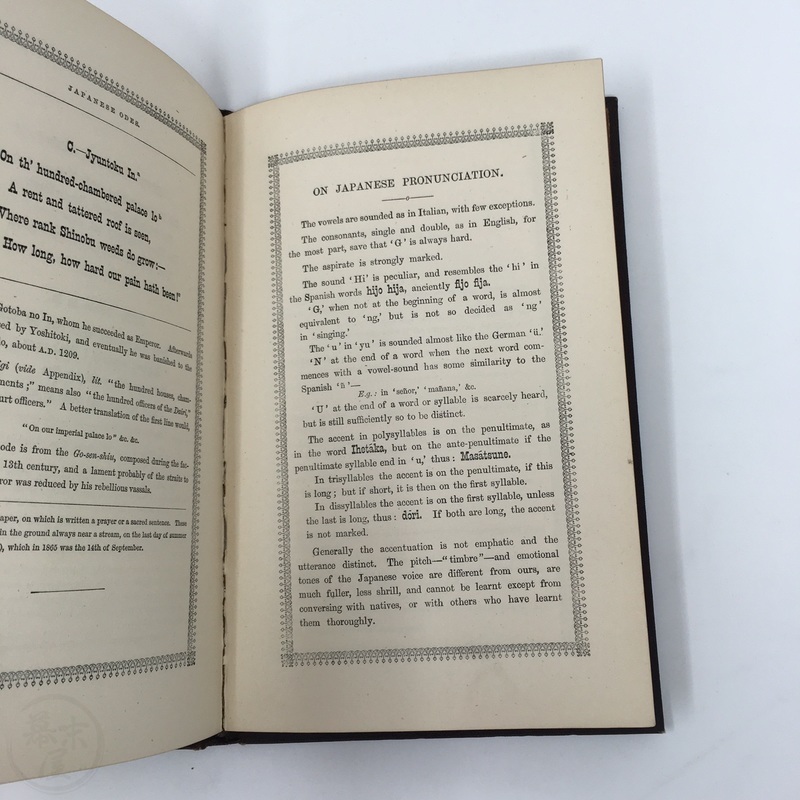 JAPANESE ODES.
C.—Jyuntoku In.ᵃ
On th' hundred-chambered palace loᵇ
A rent and tattered roof is seen,
Where rank Shinobu weeds do grow:—
How long, how hard our pain hath been!"
Gotoba no In, whom he succeeded as Emperor. Afterwards
by Yoshitoki, and eventually he was banished to
about A.D. 1209.
(vide Appendix), lit. "the hundred houses, cham-
means also "the hundred officers of the Dairi,"
officers." A better translation of the first line would,
"On our imperial palace lo" &c. &c.
ode is from the Go-sen-shiu, composed during the
13th century, and a lament probably of the straits to
was reduced by his rebellious vassals.
on which is written a prayer or a sacred sentence. These
in the ground always near a stream, on the last day of summer
which in 1865 was the 14th of September.
ON JAPANESE PRONUNCIATION.
The vowels are sounded as in Italian, with few exceptions.
The consonants, single and double, as in English, for
the most part, save that 'G' is always hard.
The aspirate is strongly marked.
The sound 'Hi' is peculiar, and resembles the 'hi' in
the Spanish words hijo hija, anciently fijo fija.
'G,' when not at the beginning of a word, is almost
equivalent to 'ng,' but is not so decided as 'ng'
in 'singing.'
The 'u' in 'yu' is sounded almost like the German 'ü.'
'N' at the end of a word when the next word com-
mences with a vowel-sound has some similarity to the
Spanish 'ñ'—
E.g.: in 'señor,' 'mañana,' &c.
'U' at the end of a word or syllable is scarcely heard,
but is still sufficiently so to be distinct.
The accent in polysyllables is on the penultimate, as
in the word Ihotáka, but on the ante-penultimate if the
penultimate syllable end in 'u,' thus: Masátsune.
In trisyllables the accent is on the penultimate, if this
is long; but if short, it is then on the first syllable.
In dissyllables the accent is on the first syllable, unless
the last is long, thus: dóri. If both are long, the accent
is not marked.
Generally the accentuation is not emphatic and the
utterance distinct. The pitch—"timbre"—and emotional
tones of the Japanese voice are different from ours, are
much fuller, less shrill, and cannot be learnt except from
conversing with natives, or with others who have learnt
them thoroughly.
幕末屋